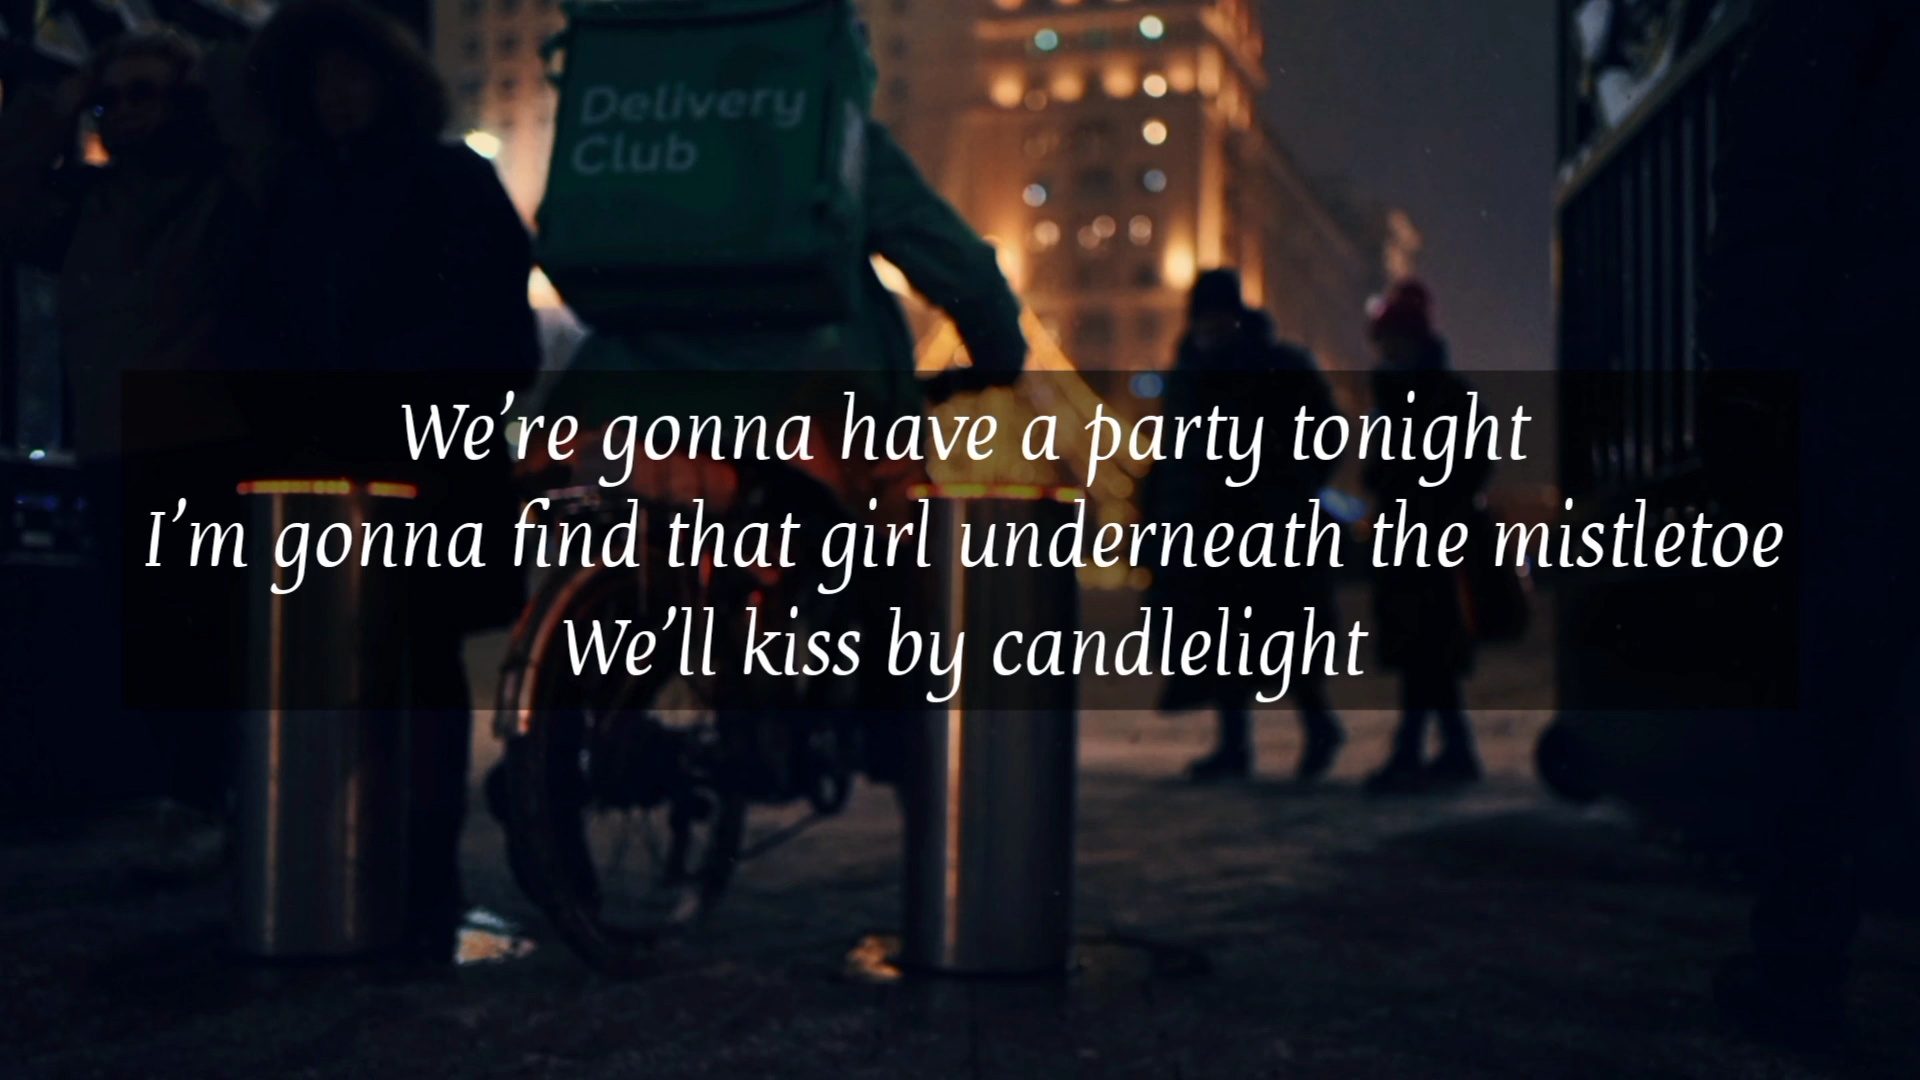 Delivery
Club
We’re gonna have a party tonight
I’m gonna find that girl underneath the mistletoe
We’ll kiss by candlelight